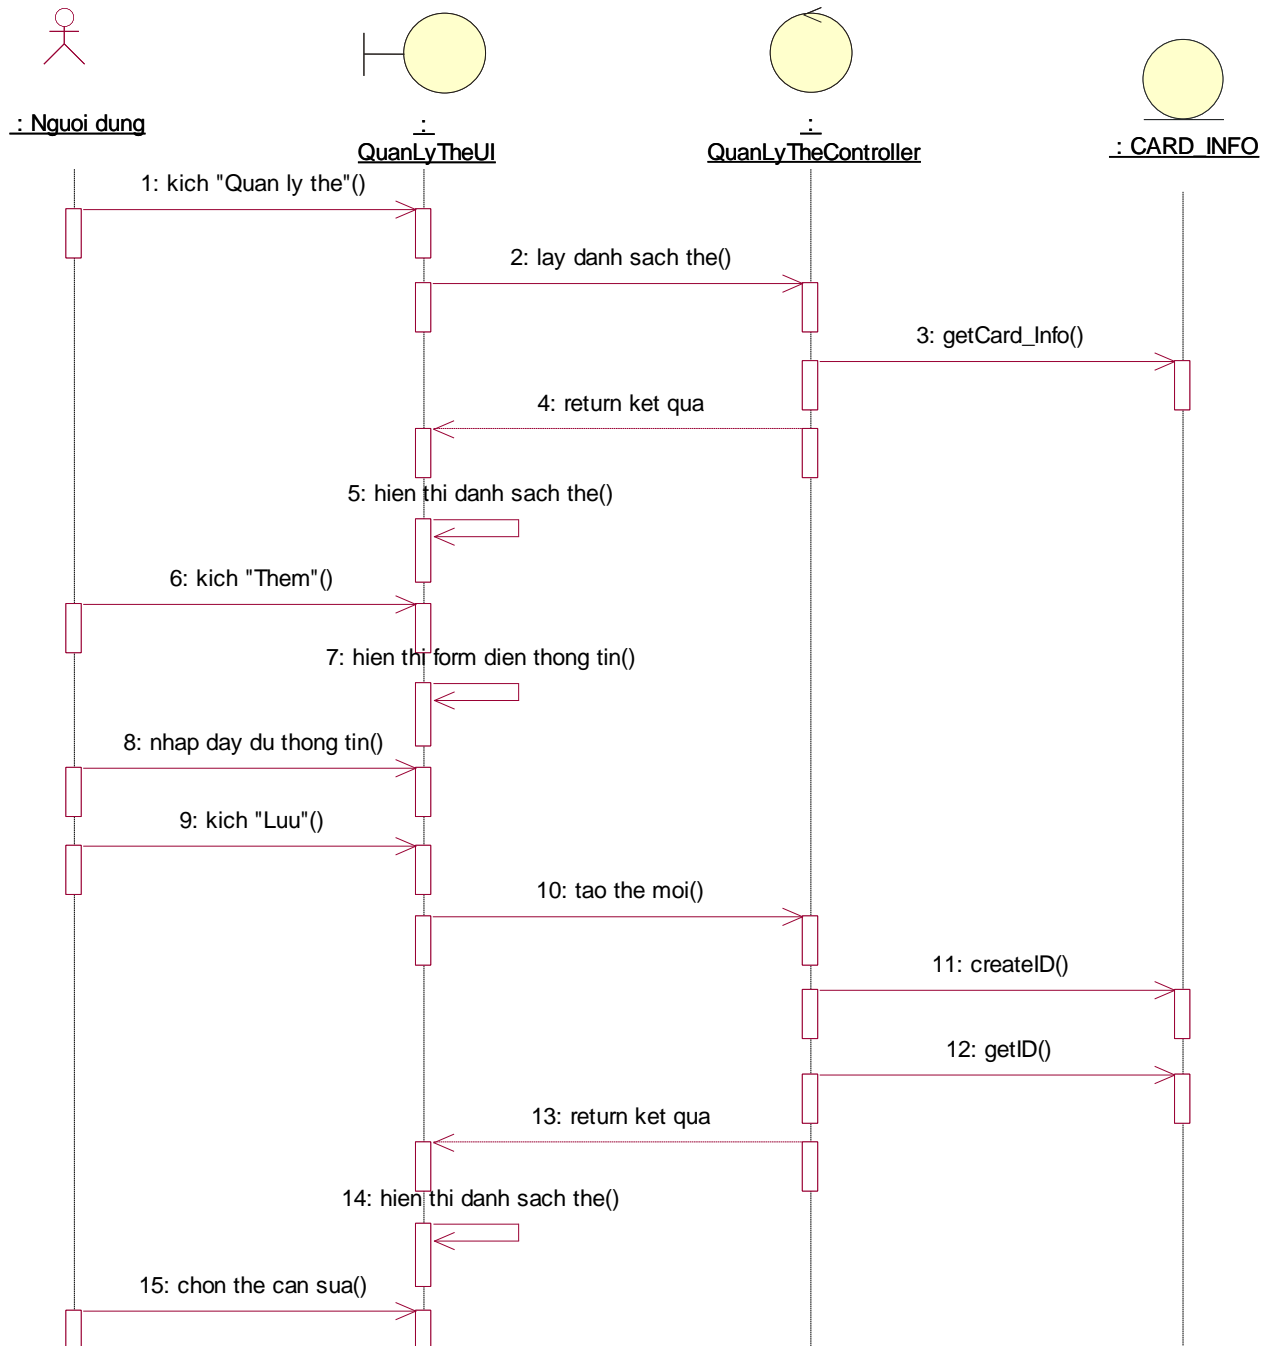 : Nguoi dung
:
QuanLyTheUI
:
QuanLyTheController
: CARD_INFO
1: kich "Quan ly the"()
2: lay danh sach the()
3: getCard_Info()
4: return ket qua
5: hien thi danh sach the()
6: kich "Them"()
7: hien thi form dien thong tin()
8: nhap day du thong tin()
9: kich "Luu"()
10: tao the moi()
11: createID()
12: getID()
13: return ket qua
14: hien thi danh sach the()
15: chon the can sua()